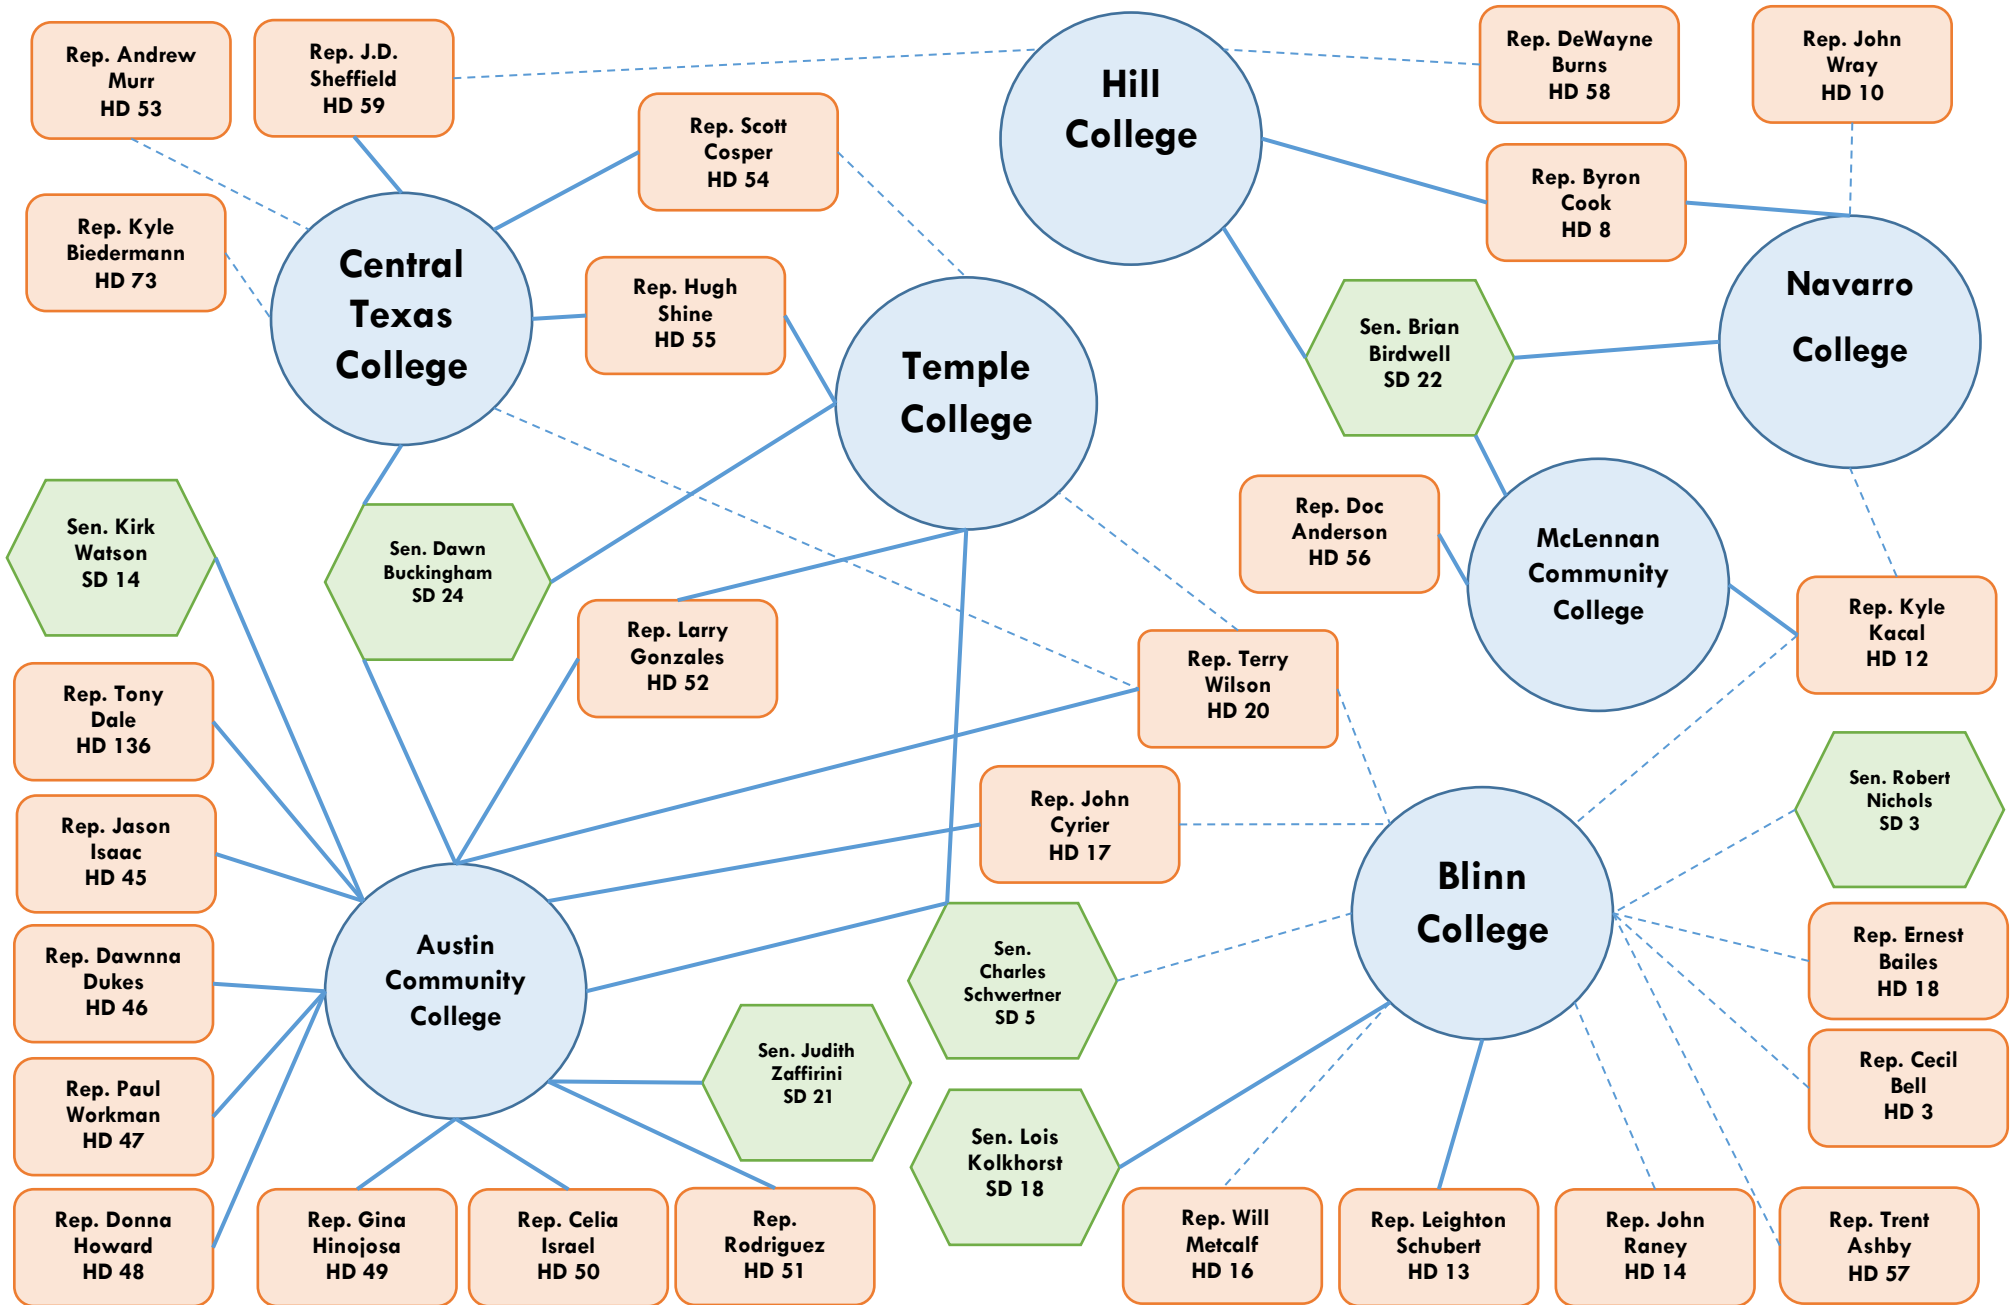 Rep. Andrew
Murr
HD 53
Rep. J.D.
Sheffield
HD 59
Hill
College
Rep. DeWayne
Burns
HD 58
Rep. John
Wray
HD 10
Rep. Scott
Cosper
HD 54
Rep. Byron
Cook
HD 8
Rep. Kyle
Biedermann
HD 73
Central
Texas
College
Rep. Hugh
Shine
HD 55
Temple
College
Sen. Brian
Birdwell
SD 22
Navarro
College
Sen. Kirk
Watson
SD 14
Sen. Dawn
Buckingham
SD 24
Rep. Doc
Anderson
HD 56
McLennan
Community
College
Rep. Kyle
Kacal
HD 12
Rep. Larry
Gonzales
HD 52
Rep. Terry
Wilson
HD 20
Rep. Tony
Dale
HD 136
Rep. Jason
Isaac
HD 45
Rep. John
Cyrier
HD 17
Sen. Robert
Nichols
SD 3
Blinn
College
Rep. Dawnna
Dukes
HD 46
Austin
Community
College
Sen.
Charles
Schwertner
SD 5
Rep. Ernest
Bailes
HD 18
Rep. Paul
Workman
HD 47
Sen. Judith
Zaffirini
SD 21
Rep. Cecil
Bell
HD 3
Sen. Lois
Kolkhorst
SD 18
Rep. Donna
Howard
HD 48
Rep. Gina
Hinojosa
HD 49
Rep. Celia
Israel
HD 50
Rep.
Rodriguez
HD 51
Rep. Will
Metcalf
HD 16
Rep. Leighton
Schubert
HD 13
Rep. John
Raney
HD 14
Rep. Trent
Ashby
HD 57